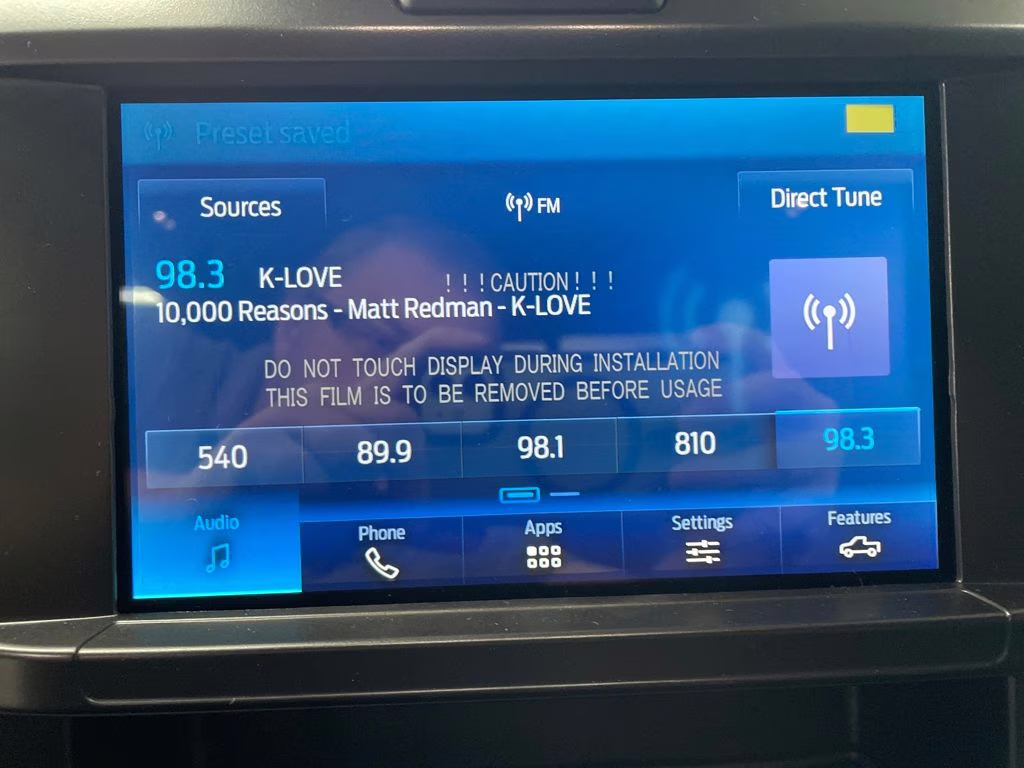 Preset saved
Sources
FM
Direct Tune
98.3 K-LOVE
! ! ! CAUTION ! ! !
10,000 Reasons - Matt Redman - K-LOVE
DO NOT TOUCH DISPLAY DURING INSTALLATION
THIS FILM IS TO BE REMOVED BEFORE USAGE
540 89.9 98.1 810 98.3
Audio Phone Apps Settings Features